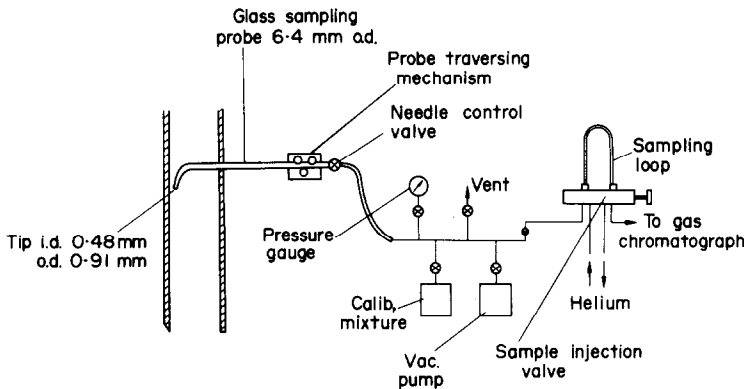 Glass sampling
probe 6·4 mm o.d.
Probe traversing
mechanism
Needle control
valve
Sampling
loop
Vent
Tip i.d. 0·48mm
o.d 0·91 mm
Pressure
gauge
To gas
chromatograph
Helium
Calib,
mixture
Vac.
pump
Sample injection
valve